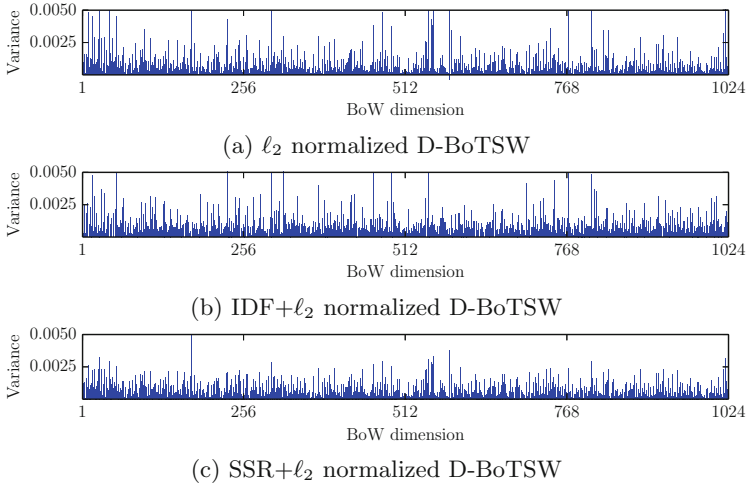 0.0050
0.0025
Variance
1 256 512 768 1024
BoW dimension
(a) ℓ₂ normalized D-BoTSW
0.0050
0.0025
Variance
1 256 512 768 1024
BoW dimension
(b) IDF+ℓ₂ normalized D-BoTSW
0.0050
0.0025
Variance
1 256 512 768 1024
BoW dimension
(c) SSR+ℓ₂ normalized D-BoTSW